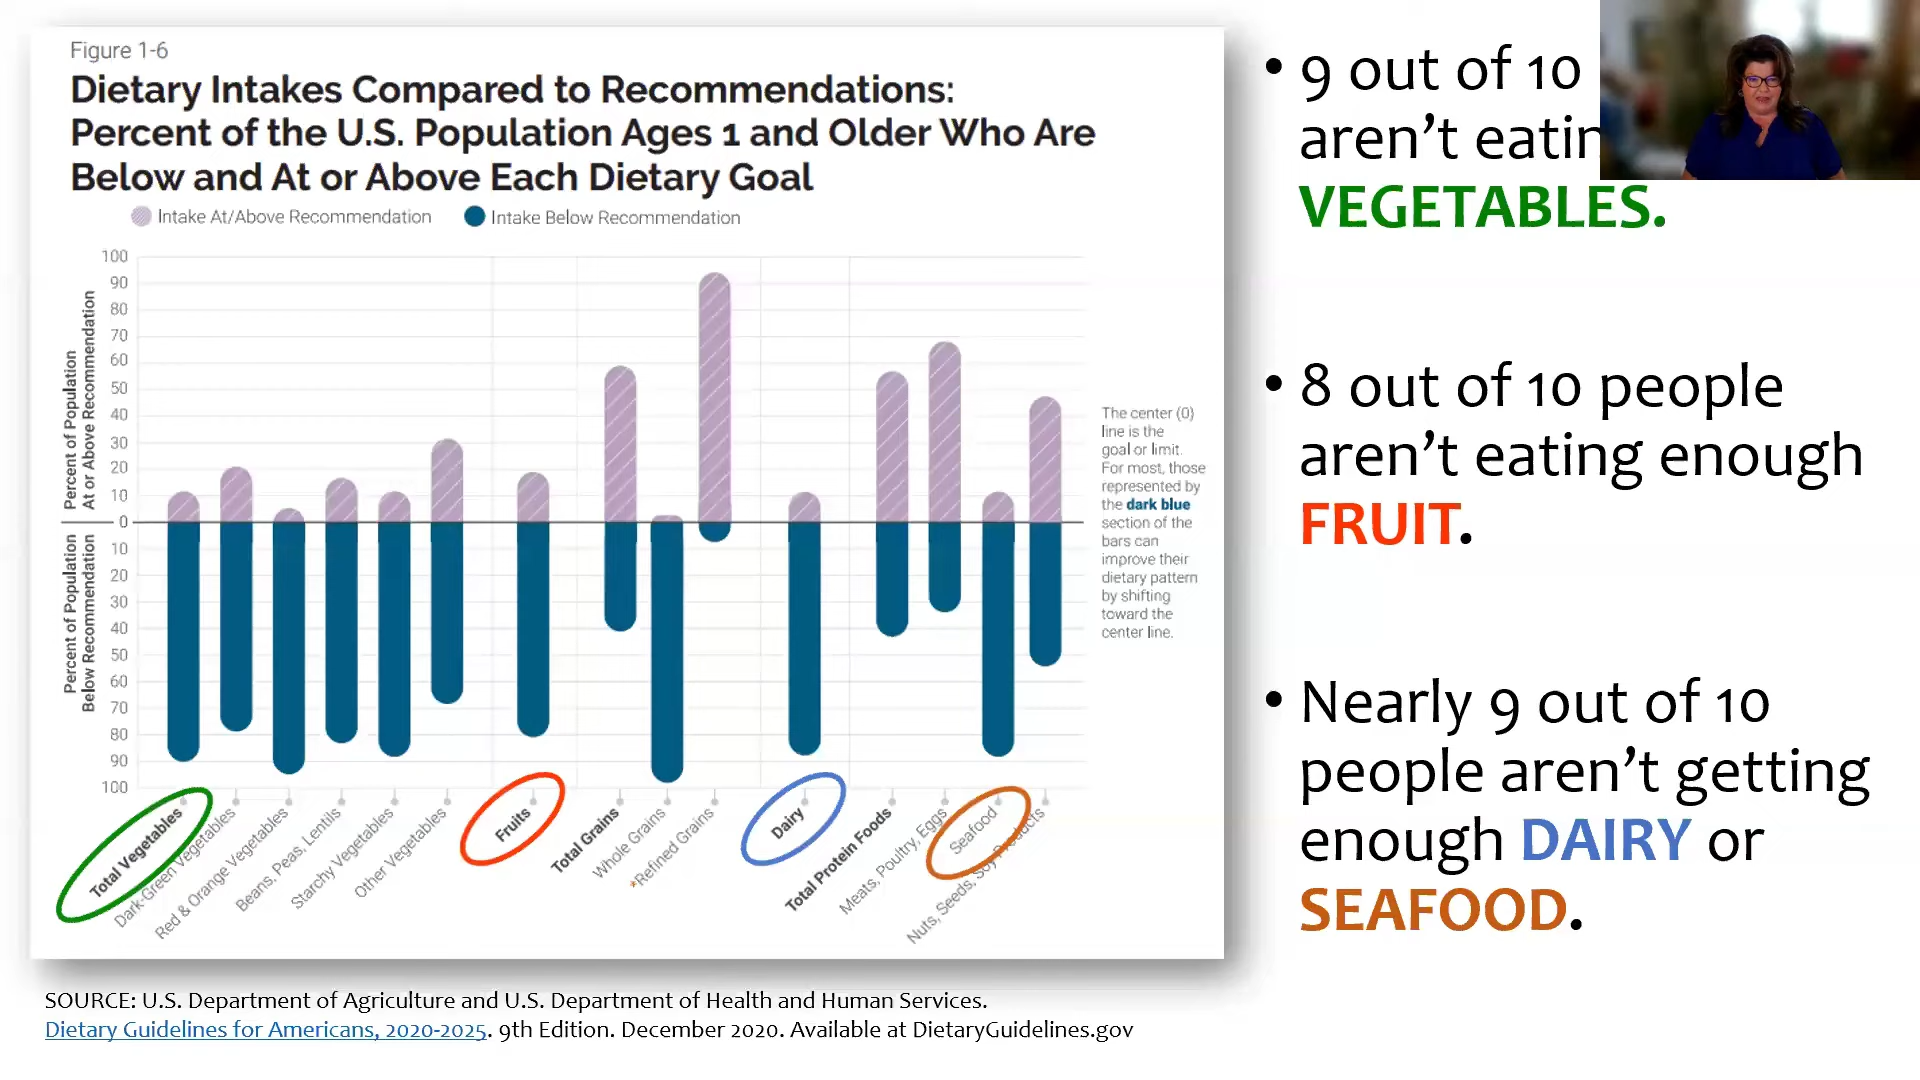 Figure 1-6
Dietary Intakes Compared to Recommendations:
Percent of the U.S. Population Ages 1 and Older Who Are
Below and At or Above Each Dietary Goal
Intake At/Above Recommendation
Intake Below Recommendation
Percent of Population
At or Above Recommendation
100
90
80
70
60
50
40
30
20
10
0
Percent of Population
Below Recommendation
10
20
30
40
50
60
70
80
90
100
Total Vegetables
Dark-Green Vegetables
Red & Orange Vegetables
Beans, Peas, Lentils
Starchy Vegetables
Other Vegetables
Fruits
Total Grains
Whole Grains
*Refined Grains
Dairy
Total Protein Foods
Meats, Poultry, Eggs
Seafood
Nuts, Seeds, Soy Products
The center (0)
line is the
goal or limit.
For most, those
represented by
the dark blue
section of the
bars can
improve their
dietary pattern
by shifting
toward the
center line.
SOURCE: U.S. Department of Agriculture and U.S. Department of Health and Human Services.
Dietary Guidelines for Americans, 2020-2025. 9th Edition. December 2020. Available at DietaryGuidelines.gov
• 9 out of 10
aren’t eatin
VEGETABLES.
• 8 out of 10 people
aren’t eating enough
FRUIT.
• Nearly 9 out of 10
people aren’t getting
enough DAIRY or
SEAFOOD.